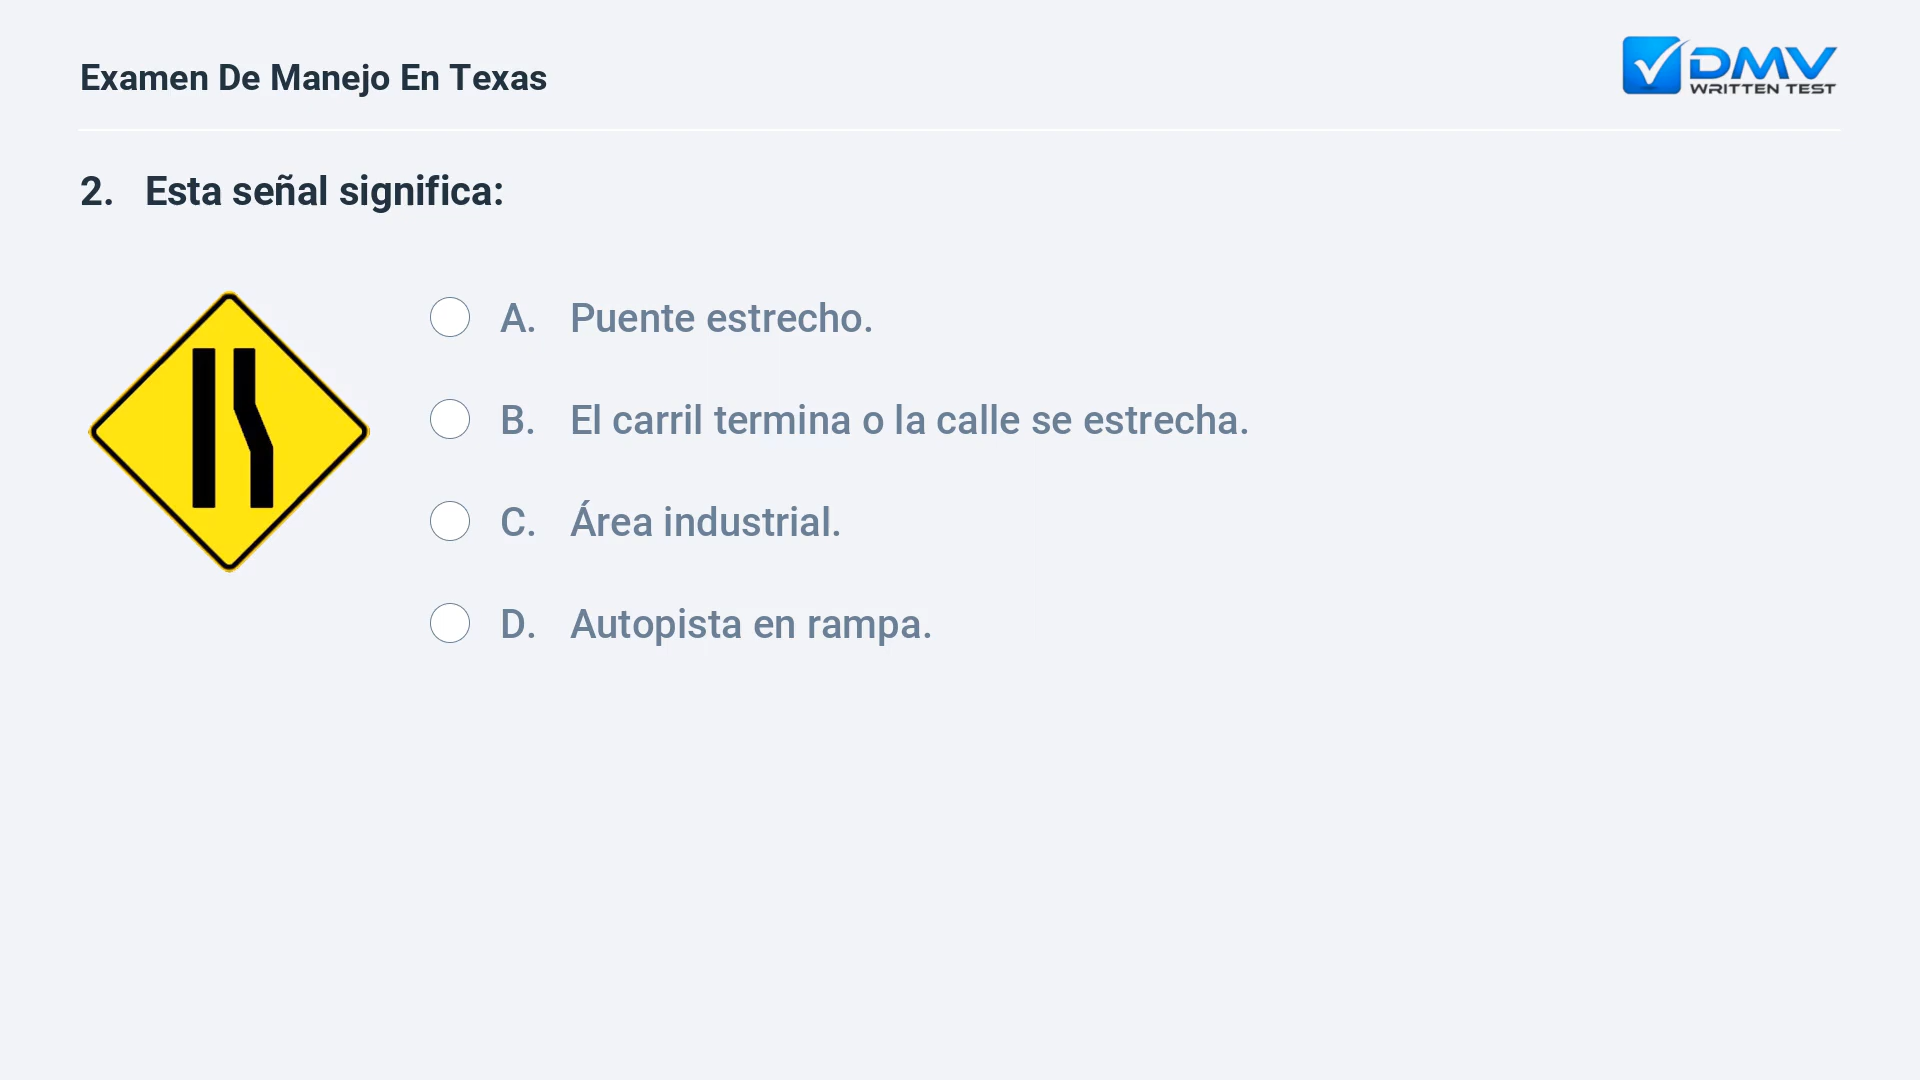 Examen De Manejo En Texas
DMV
WRITTEN TEST
2. Esta señal significa:
A. Puente estrecho.
B. El carril termina o la calle se estrecha.
C. Área industrial.
D. Autopista en rampa.